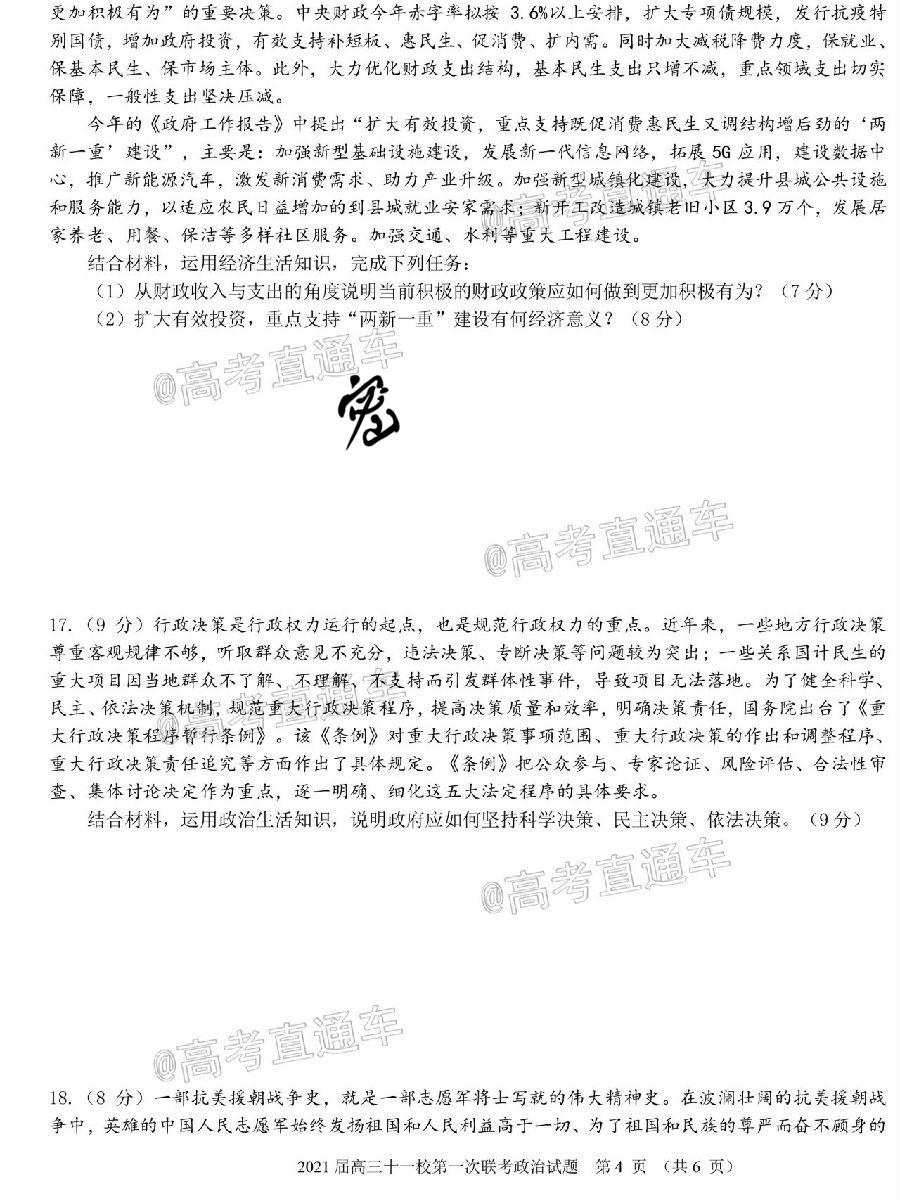 更加积极有为”的重要决策。中央财政今年赤字率拟按 3.6%以上安排，扩大专项债规模，发行抗疫特
别国债，增加政府投资，有效支持补短板、惠民生、促消费、扩内需。同时加大减税降费力度，保就业、
保基本民生、保市场主体。此外，大力优化财政支出结构，基本民生支出只增不减，重点领域支出切实
保障，一般性支出坚决压减。
今年的《政府工作报告》中提出“扩大有效投资，重点支持既促消费惠民生又调结构增后劲的‘两
新一重’建设”，主要是：加强新型基础设施建设，发展新一代信息网络，拓展 5G 应用，建设数据中
心，推广新能源汽车，激发新消费需求、助力产业升级。加强新型城镇化建设，大力提升县城公共设施
和服务能力，以适应农民日益增加的到县城就业安家需求；新开工改造城镇老旧小区 3.9 万个，发展居
家养老、用餐、保洁等多样社区服务。加强交通、水利等重大工程建设。
结合材料，运用经济生活知识，完成下列任务：
（1）从财政收入与支出的角度说明当前积极的财政政策应如何做到更加积极有为？（7 分）
（2）扩大有效投资，重点支持“两新一重”建设有何经济意义？（8 分）
@高考直通车
@高考直通车
@高考直通车
17.（9 分）行政决策是行政权力运行的起点，也是规范行政权力的重点。近年来，一些地方行政决策
尊重客观规律不够，听取群众意见不充分，违法决策、专断决策等问题较为突出；一些关系国计民生的
重大项目因当地群众不了解、不理解、不支持而引发群体性事件，导致项目无法落地。为了健全科学、
民主、依法决策机制，规范重大行政决策程序，提高决策质量和效率，明确决策责任，国务院出台了《重
大行政决策程序暂行条例》。该《条例》对重大行政决策事项范围、重大行政决策的作出和调整程序、
重大行政决策责任追究等方面作出了具体规定。《条例》把公众参与、专家论证、风险评估、合法性审
查、集体讨论决定作为重点，逐一明确、细化这五大法定程序的具体要求。
@高考直通车
结合材料，运用政治生活知识，说明政府应如何坚持科学决策、民主决策、依法决策。（9 分）
@高考直通车
@高考直通车
18.（8 分）一部抗美援朝战争史，就是一部志愿军将士写就的伟大精神史。在波澜壮阔的抗美援朝战
争中，英雄的中国人民志愿军始终发扬祖国和人民利益高于一切、为了祖国和民族的尊严而奋不顾身的
2021 届高三十一校第一次联考政治试题 第 4 页 （共 6 页）